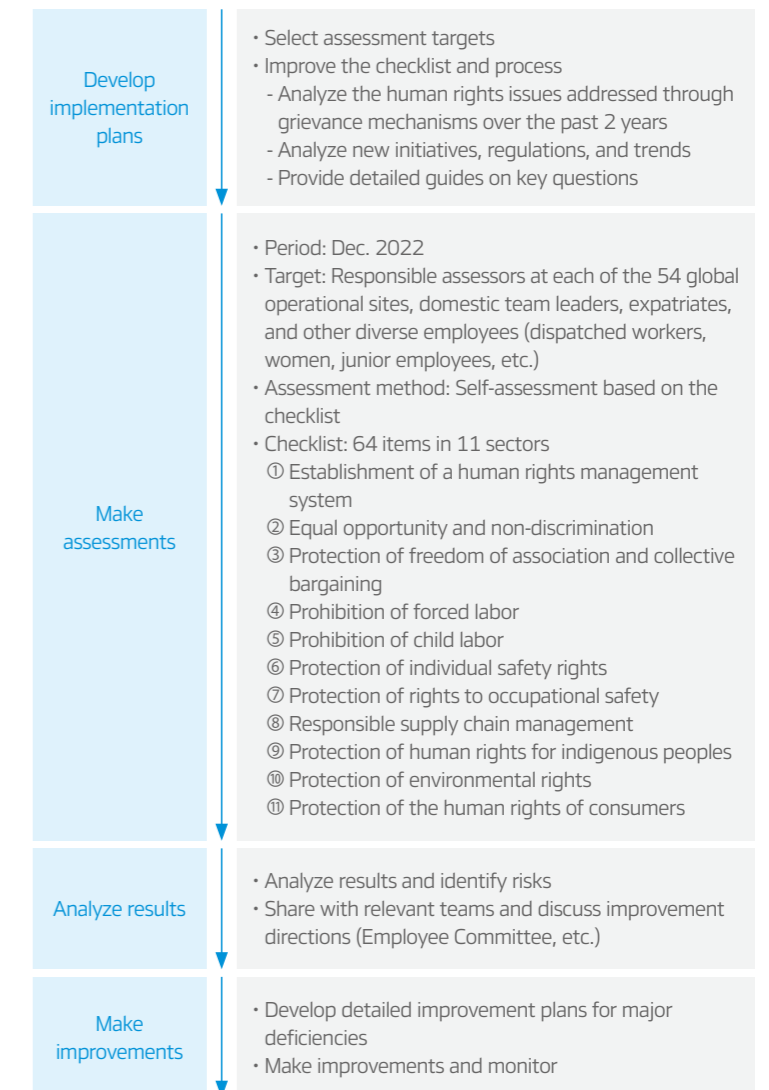 Develop
implementation
plans
· Select assessment targets
· Improve the checklist and process
- Analyze the human rights issues addressed through
grievance mechanisms over the past 2 years
- Analyze new initiatives, regulations, and trends
- Provide detailed guides on key questions
Make
assessments
· Period: Dec. 2022
· Target: Responsible assessors at each of the 54 global
operational sites, domestic team leaders, expatriates,
and other diverse employees (dispatched workers,
women, junior employees, etc.)
· Assessment method: Self-assessment based on the
checklist
· Checklist: 64 items in 11 sectors
① Establishment of a human rights management
system
② Equal opportunity and non-discrimination
③ Protection of freedom of association and collective
bargaining
④ Prohibition of forced labor
⑤ Prohibition of child labor
⑥ Protection of individual safety rights
⑦ Protection of rights to occupational safety
⑧ Responsible supply chain management
⑨ Protection of human rights for indigenous peoples
⑩ Protection of environmental rights
⑪ Protection of the human rights of consumers
Analyze results
· Analyze results and identify risks
· Share with relevant teams and discuss improvement
directions (Employee Committee, etc.)
Make
improvements
· Develop detailed improvement plans for major
deficiencies
· Make improvements and monitor